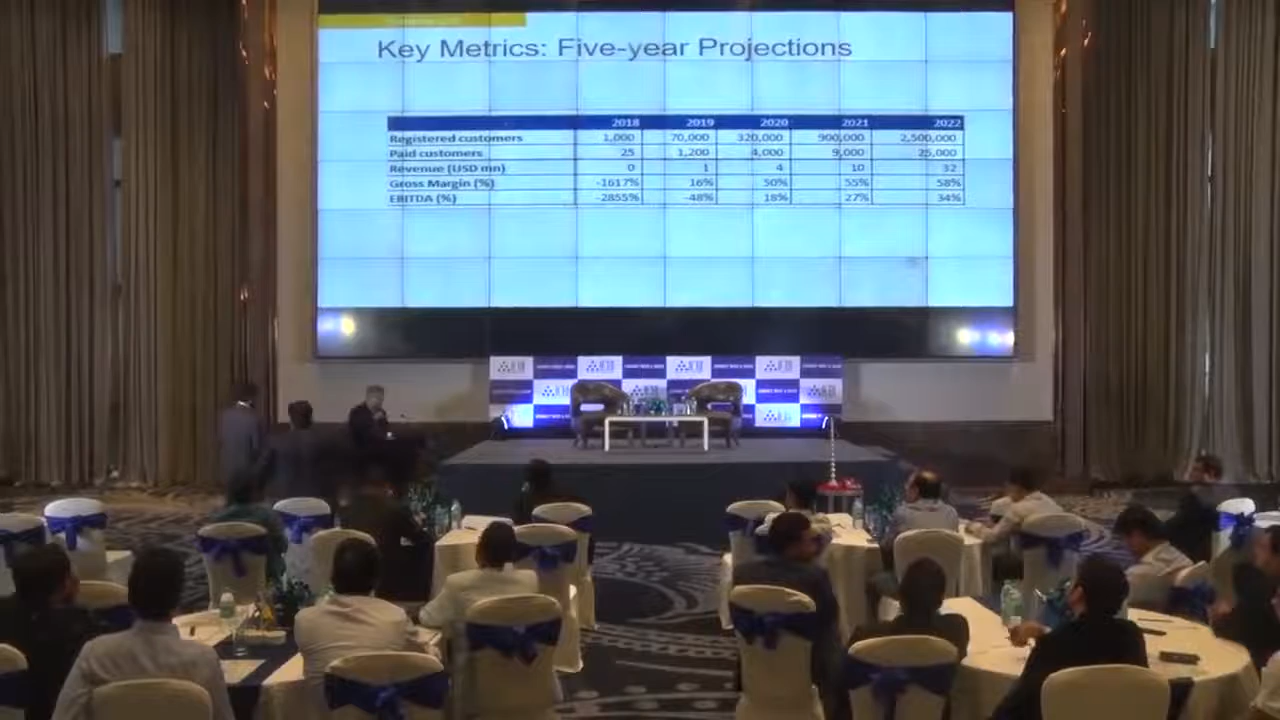 Key Metrics: Five-year Projections
2018 2019 2020 2021 2022
Registered customers 1,000 70,000 320,000 900,000 2,500,000
Paid customers 25 1,200 4,000 9,000 25,000
Revenue (USD mn) 0 1 4 10 32
Gross Margin (%) -1617% 16% 50% 55% 58%
EBITDA (%) -2855% -48% 18% 27% 34%